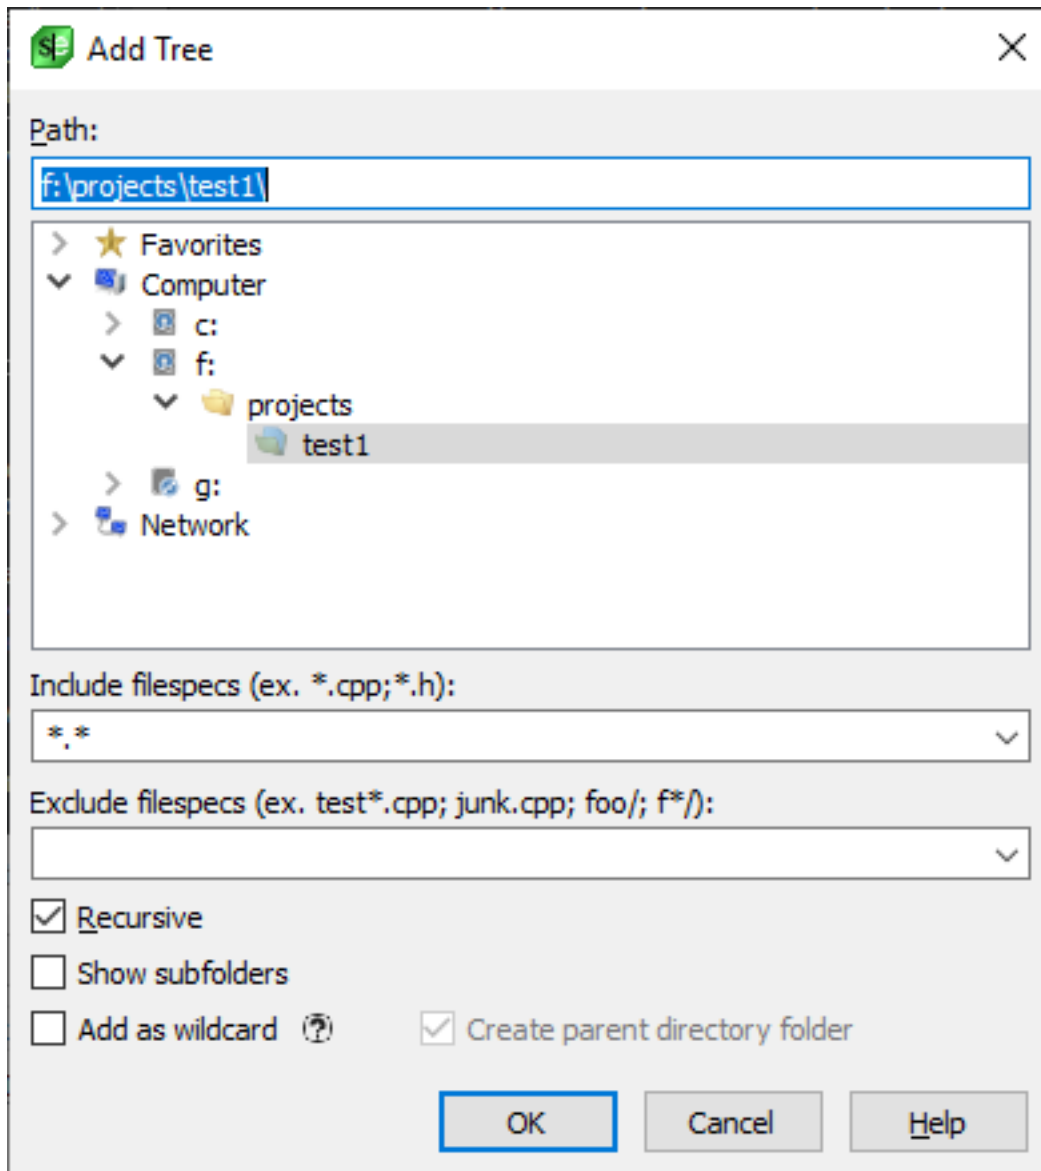 Add Tree
Path:
f:\projects\test1\
Favorites
Computer
c:
f:
projects
test1
g:
Network
Include filespecs (ex. *.cpp;*.h):
*.*
Exclude filespecs (ex. test*.cpp; junk.cpp; foo/; f*/):
Recursive
Show subfolders
Add as wildcard ? Create parent directory folder
OK Cancel Help